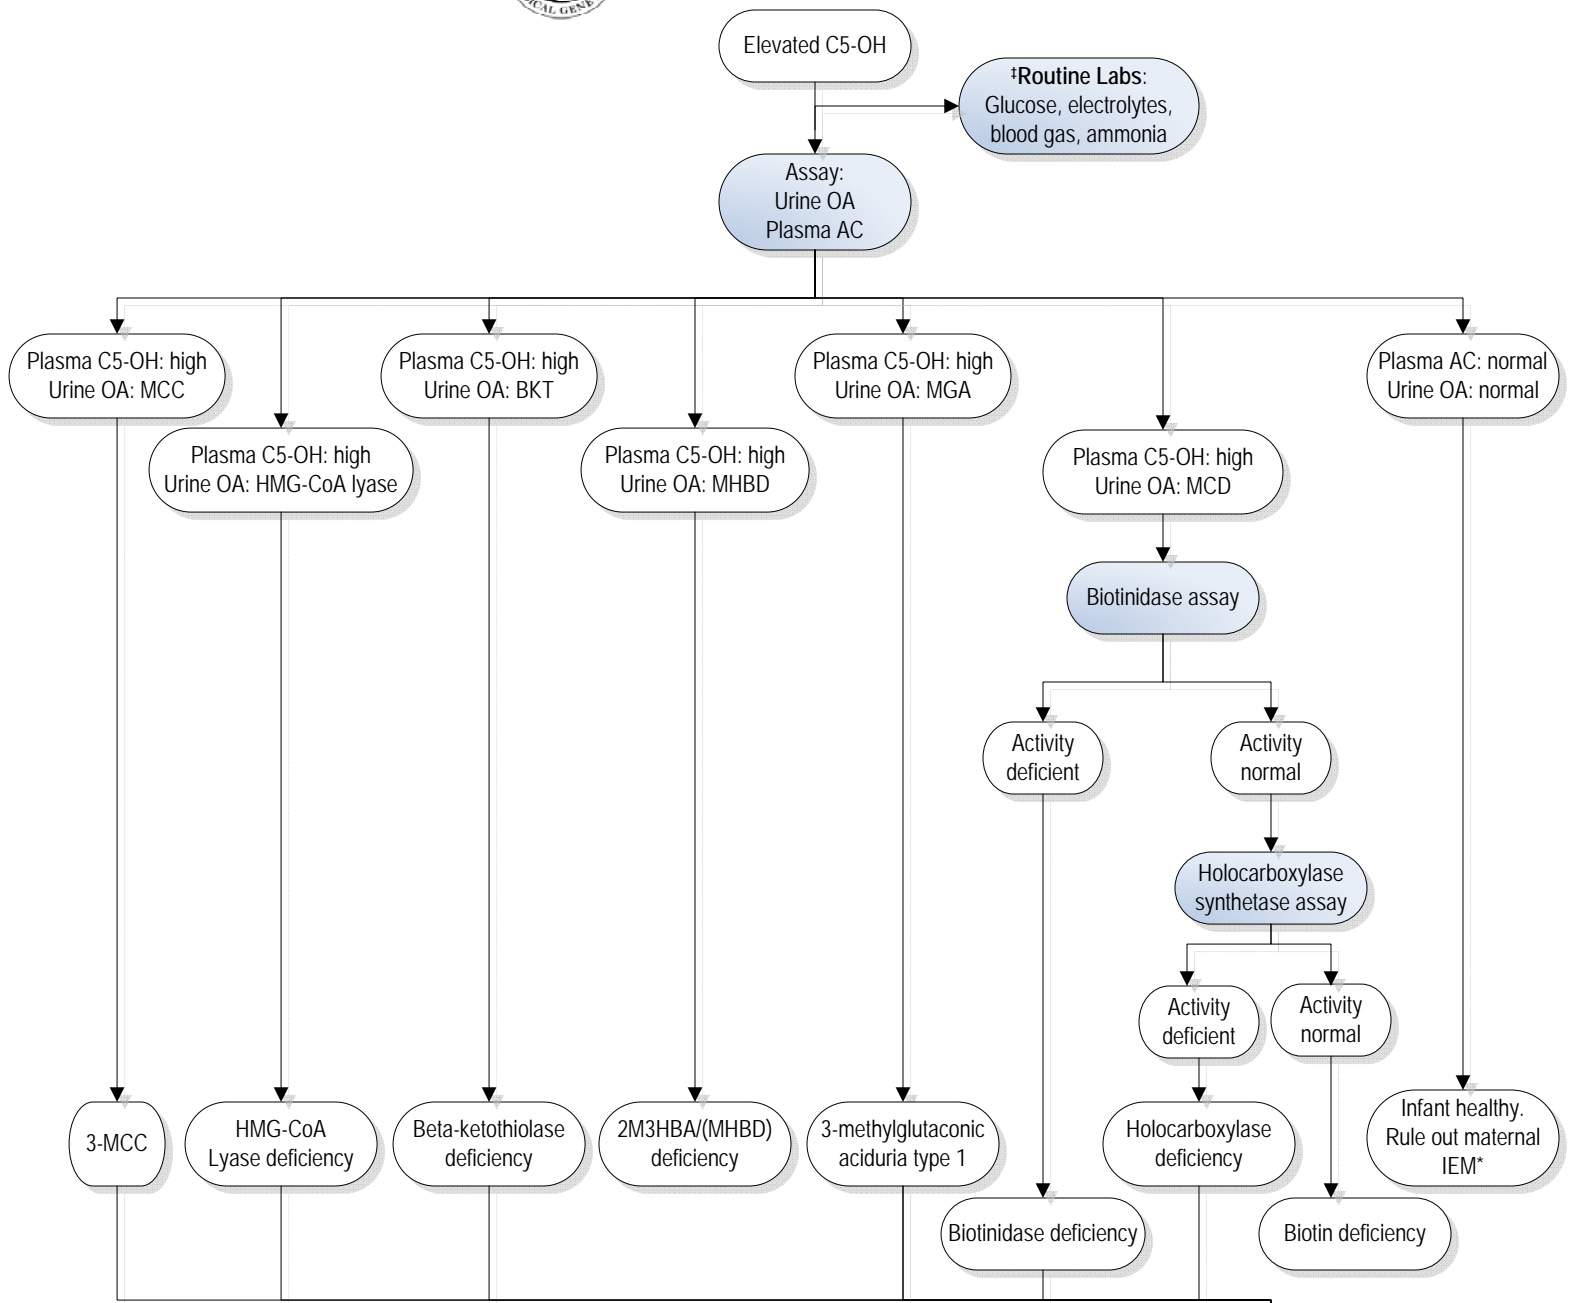 ICAL GENE
Elevated C5-OH
‡Routine Labs:
Glucose, electrolytes,
blood gas, ammonia
Assay:
Urine OA
Plasma AC
Plasma C5-OH: high
Urine OA: MCC
Plasma C5-OH: high
Urine OA: BKT
Plasma C5-OH: high
Urine OA: MGA
Plasma AC: normal
Urine OA: normal
Plasma C5-OH: high
Urine OA: HMG-CoA lyase
Plasma C5-OH: high
Urine OA: MHBD
Plasma C5-OH: high
Urine OA: MCD
Biotinidase assay
Activity
deficient
Activity
normal
Holocarboxylase
synthetase assay
Activity
deficient
Activity
normal
3-MCC
HMG-CoA
Lyase deficiency
Beta-ketothiolase
deficiency
2M3HBA/(MHBD)
deficiency
3-methylglutaconic
aciduria type 1
Holocarboxylase
deficiency
Infant healthy.
Rule out maternal
IEM*
Biotinidase deficiency
Biotin deficiency